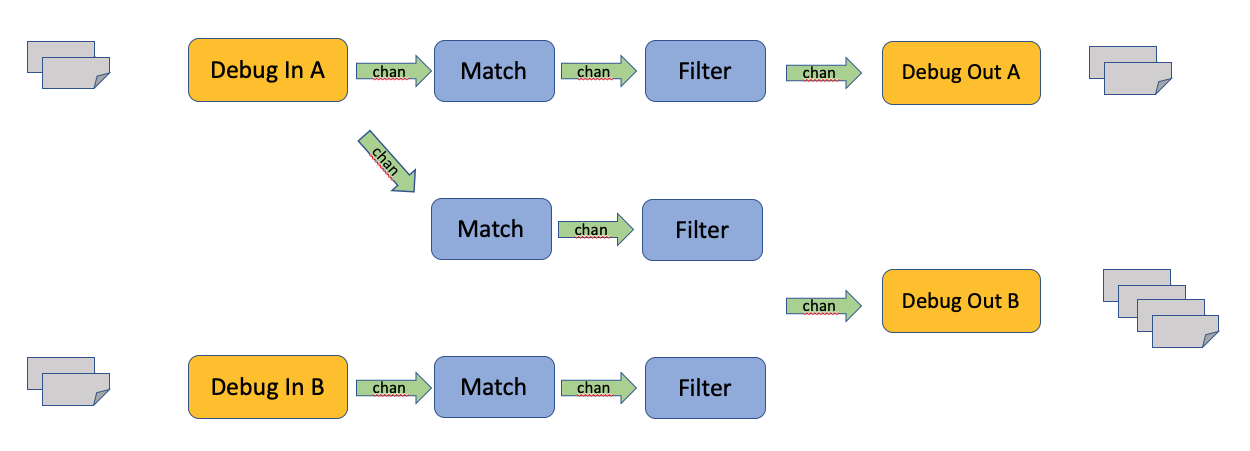 Debug In A
chan
Match
chan
Filter
chan
Debug Out A
chan
Match
chan
Filter
chan
Debug Out B
Debug In B
chan
Match
chan
Filter